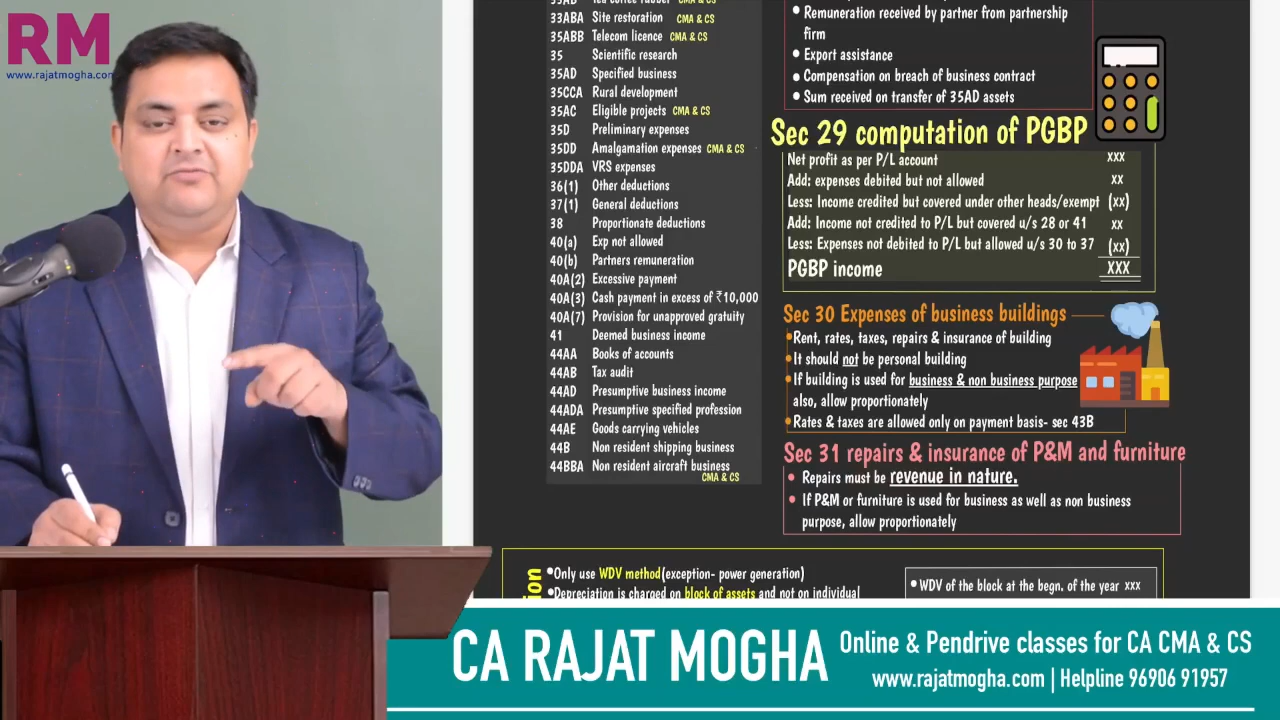 RM
www.rajatmogha.com
33ABA Site restoration CMA & CS
35ABB Telecom licence CMA & CS
35 Scientific research
35AD Specified business
35CCA Rural development
35AC Eligible projects CMA & CS
35D Preliminary expenses
35DD Amalgamation expenses CMA & CS
35DDA VRS expenses
36(1) Other deductions
37(1) General deductions
38 Proportionate deductions
40(a) Exp not allowed
40(b) Partners remuneration
40A(2) Excessive payment
40A(3) Cash payment in excess of ₹10,000
40A(7) Provision for unapproved gratuity
41 Deemed business income
44AA Books of accounts
44AB Tax audit
44AD Presumptive business income
44ADA Presumptive specified profession
44AE Goods carrying vehicles
44B Non resident shipping business
44BBA Non resident aircraft business
CMA & CS
• Remuneration received by partner from partnership
firm
• Export assistance
• Compensation on breach of business contract
• Sum received on transfer of 35AD assets
Sec 29 computation of PGBP
Net profit as per P/L account xxx
Add: expenses debited but not allowed xx
Less: Income credited but covered under other heads/exempt (xx)
Add: Income not credited to P/L but covered u/s 28 or 41 xx
Less: Expenses not debited to P/L but allowed u/s 30 to 37 (xx)
PGBP income XXX
Sec 30 Expenses of business buildings
• Rent, rates, taxes, repairs & insurance of building
• It should not be personal building
• If building is used for business & non business purpose
also, allow proportionately
• Rates & taxes are allowed only on payment basis- sec 43B
Sec 31 repairs & insurance of P&M and furniture
• Repairs must be revenue in nature.
• If P&M or furniture is used for business as well as non business
purpose, allow proportionately
• Only use WDV method(exception- power generation)
• Depreciation is charged on block of assets and not on individual
• WDV of the block at the begn. of the year xxx
CA RAJAT MOGHA
Online & Pendrive classes for CA CMA & CS
www.rajatmogha.com | Helpline 96906 91957